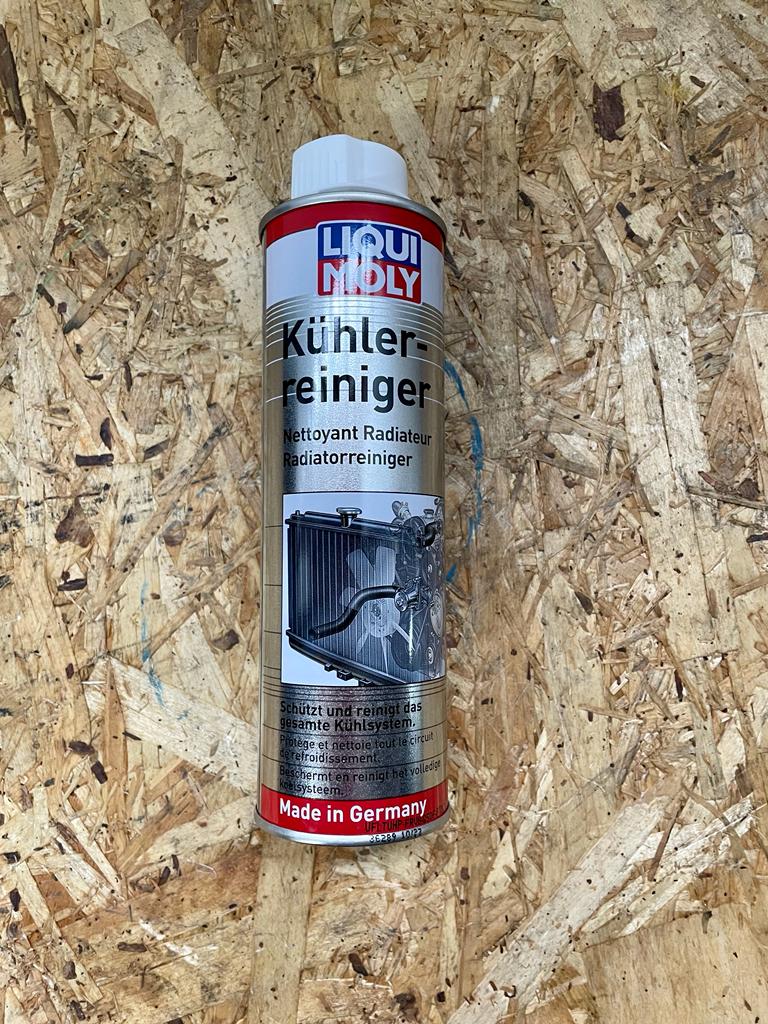 LIQUI
MOLY
Kühler-
reiniger
Nettoyant Radiateur
Radiatorreiniger
Schützt und reinigt das
gesamte Kühlsystem.
Protège et nettoie tout le circuit
de refroidissement.
Beschermt en reinigt het volledige
koelsysteem.
Made in Germany
UFI